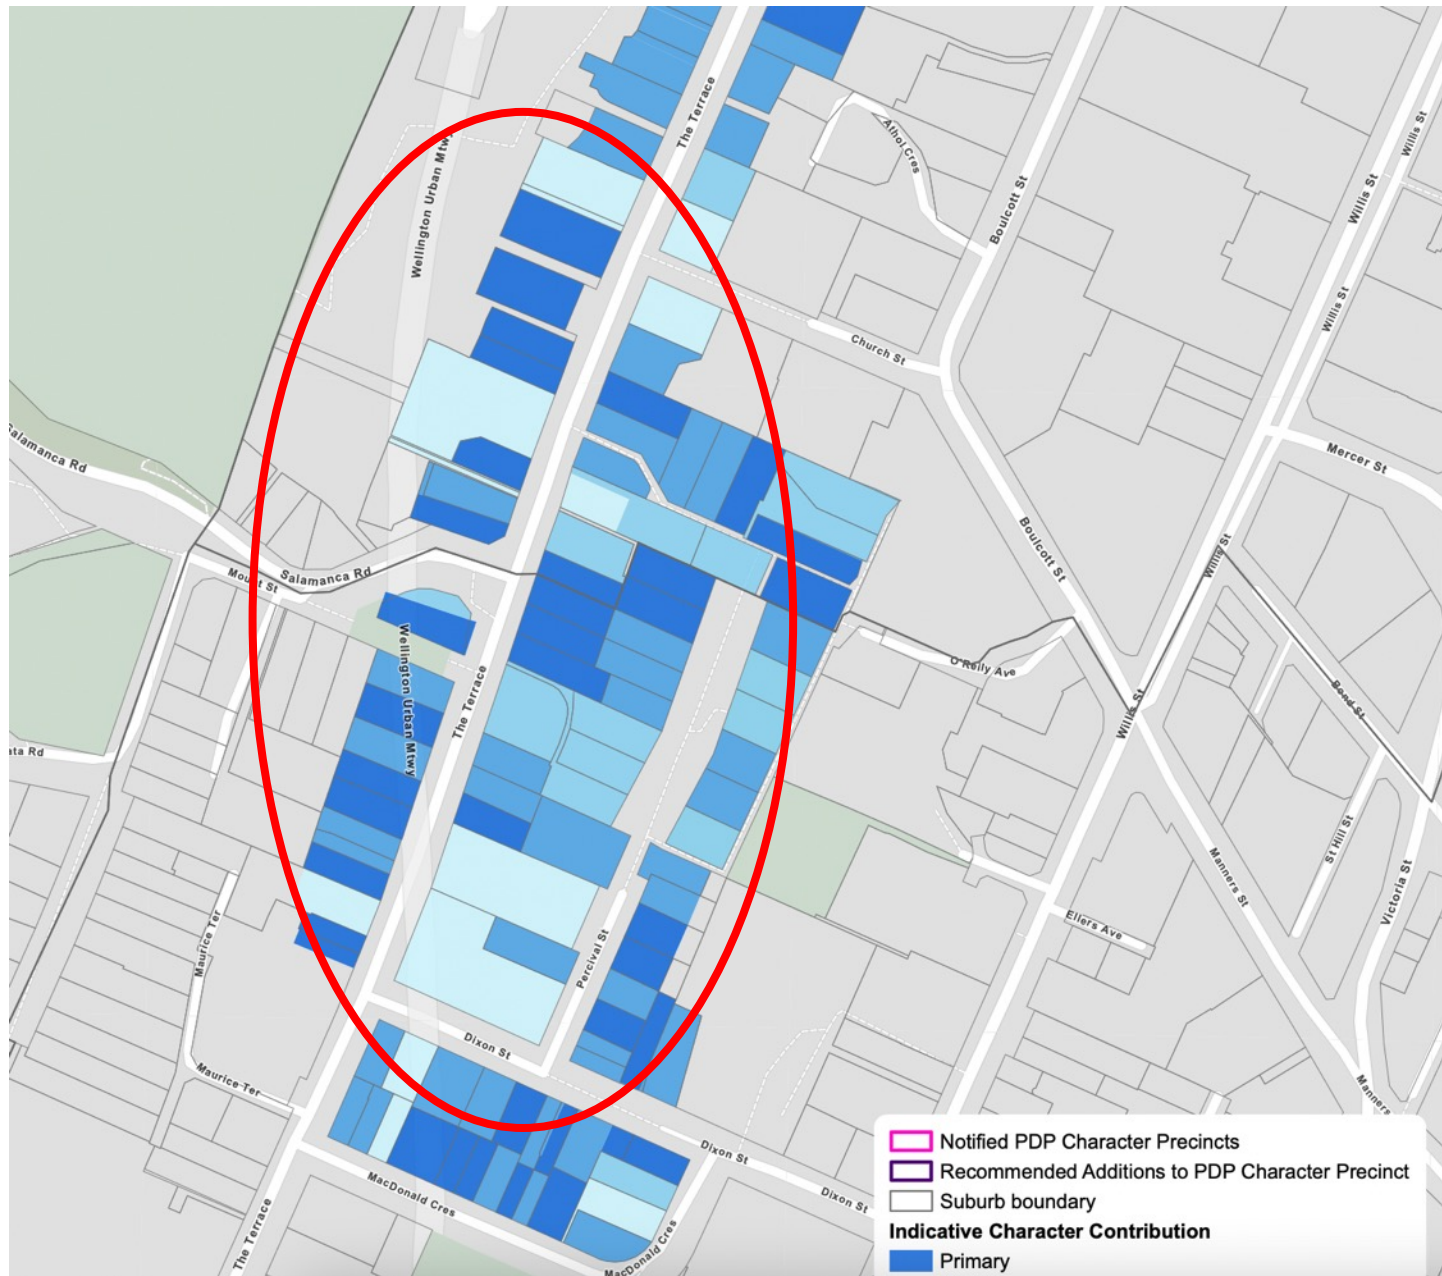 The Terrace
Wellington Urban Mtwy
Athol Cres
Boulcott St
Willis St
Willis St
Willis St
Church St
Mercer St
Salamanca Rd
Boulcott St
Salamanca Rd
Mount St
Willis St
O'Reily Ave
Wellington Urban Mtwy
The Terrace
Bond St
Willis St
ata Rd
St Hill St
Manners St
Victoria St
Ellers Ave
Maurice Ter
Percival St
Dixon St
Maurice Ter
Manners
Dixon St
Dixon St
MacDonald Cres
The Terrace
MacDonald Cres
Notified PDP Character Precincts
Recommended Additions to PDP Character Precinct
Suburb boundary
Indicative Character Contribution
Primary